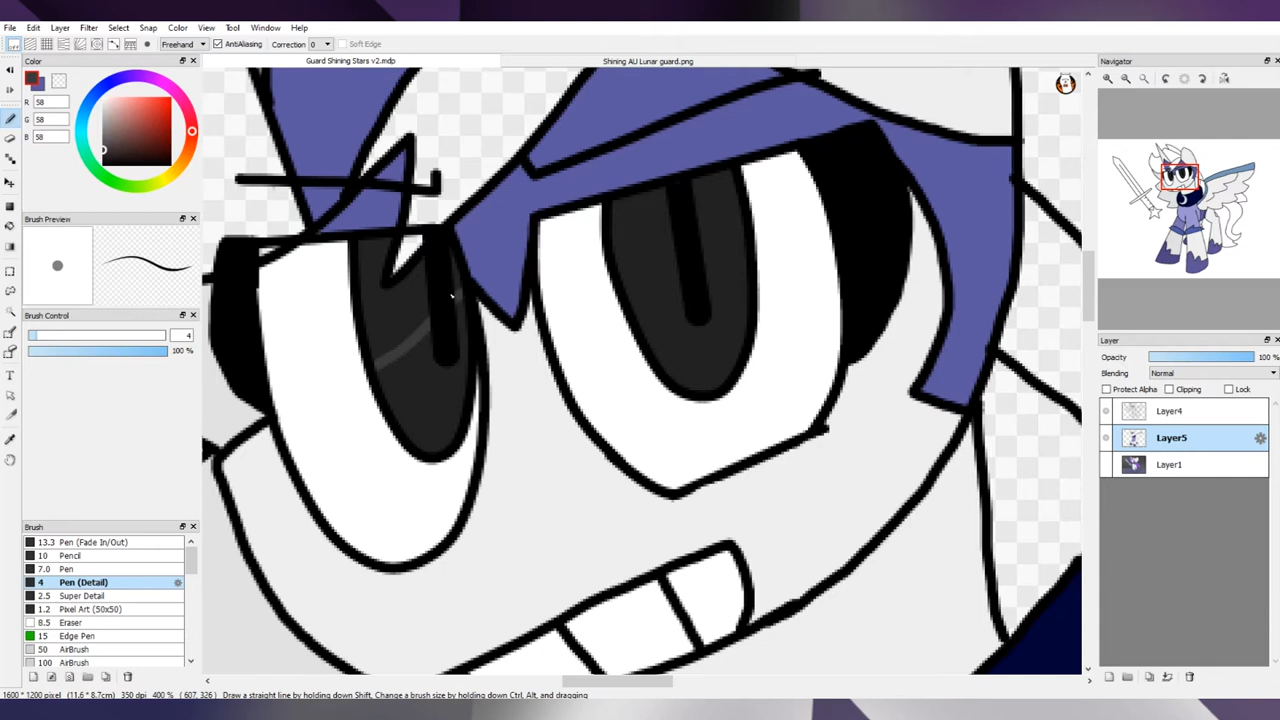 File Edit Layer Filter Select Snap Color View Tool Window Help
Freehand AntiAliasing Correction 0 Soft Edge
Color
Guard Shining Stars v2.mdp Shining AU Lunar guard.png
Navigator
R 58
G 58
B 58
Brush Preview
Brush Control
4
100 %
Layer
Opacity 100 %
Blending Normal
Protect Alpha Clipping Lock
Layer4
Layer5
Layer1
Brush
13.3 Pen (Fade In/Out)
10 Pencil
7.0 Pen
4 Pen (Detail)
2.5 Super Detail
1.2 Pixel Art (50x50)
8.5 Eraser
15 Edge Pen
50 AirBrush
100 AirBrush
1600 * 1200 pixel (11.6 * 8.7cm) 350 dpi 400 % ( 607, 326 ) Draw a straight line by holding down Shift, Change a brush size by holding down Ctrl, Alt, and dragging